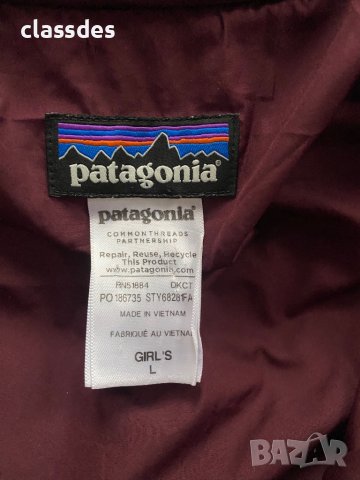 classdes
patagonia
patagonia®
COMMONTHREADS
PARTNERSHIP
Repair, Reuse, Recycle
This Product
www.patagonia.com
RN51884 DKCT
PO 186735 STY68281FA
MADE IN VIETNAM
FABRIQUÉ AU VIETNAM
GIRL'S
L
BAZAR